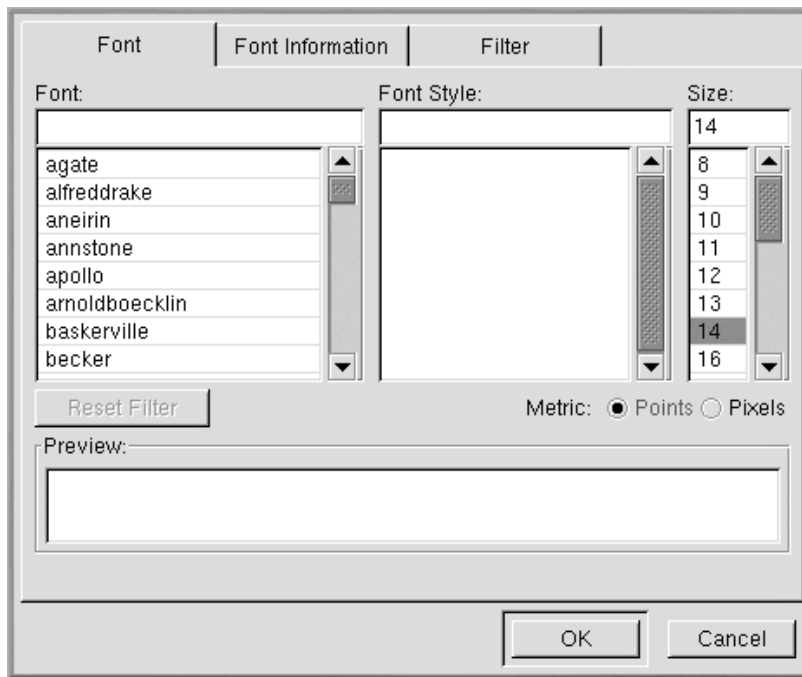 Font Font Information Filter
Font: Font Style: Size:
14
agate 8
alfreddrake 9
aneirin 10
annstone 11
apollo 12
arnoldboecklin 13
baskerville 14
becker 16
Reset Filter Metric: Points Pixels
Preview:
OK Cancel